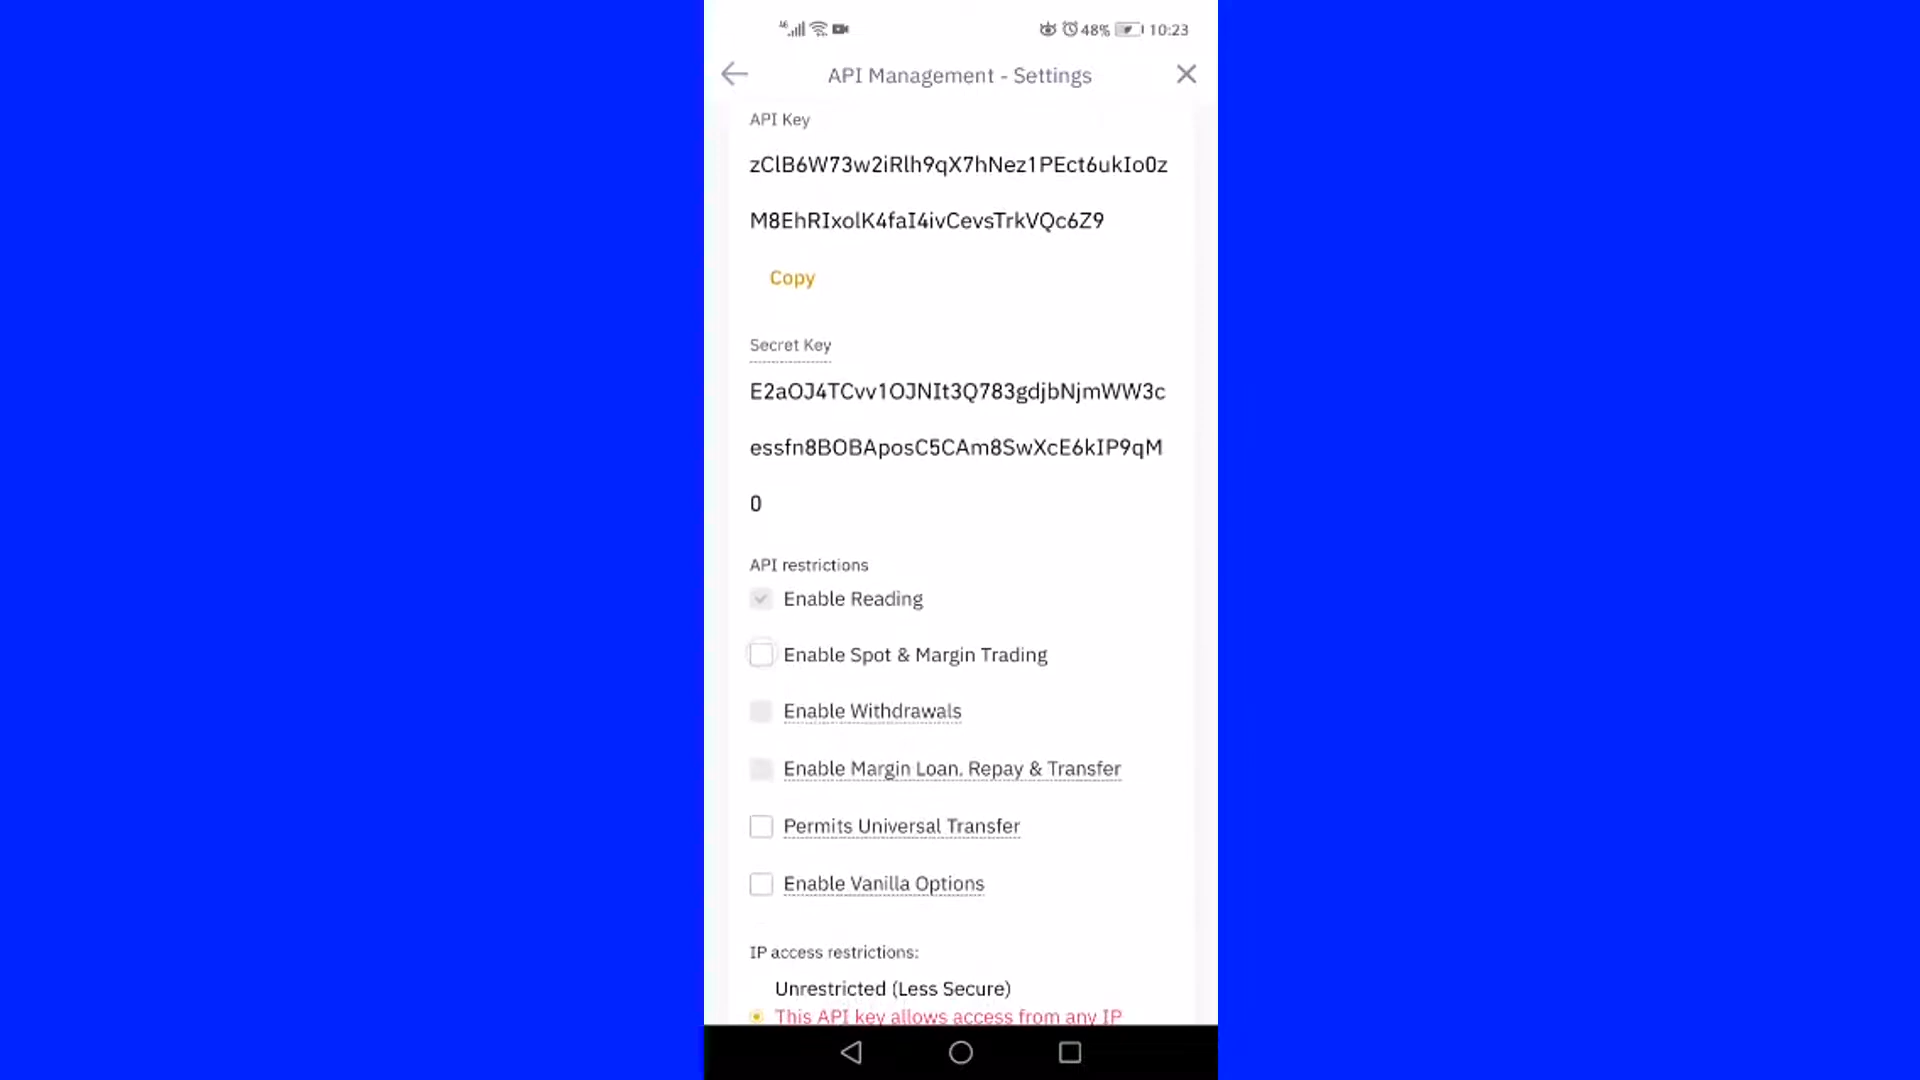 4G 48% 10:23
API Management - Settings
API Key
zClB6W73w2iRlh9qX7hNez1PEct6ukIo0z
M8EhRIxolK4faI4ivCevsTrkVQc6Z9
Copy
Secret Key
E2aOJ4TCvv1OJNIt3Q783gdjbNjmWW3c
essfn8BOBAposC5CAm8SwXcE6kIP9qM
0
API restrictions
Enable Reading
Enable Spot & Margin Trading
Enable Withdrawals
Enable Margin Loan, Repay & Transfer
Permits Universal Transfer
Enable Vanilla Options
IP access restrictions:
Unrestricted (Less Secure)
This API key allows access from any IP